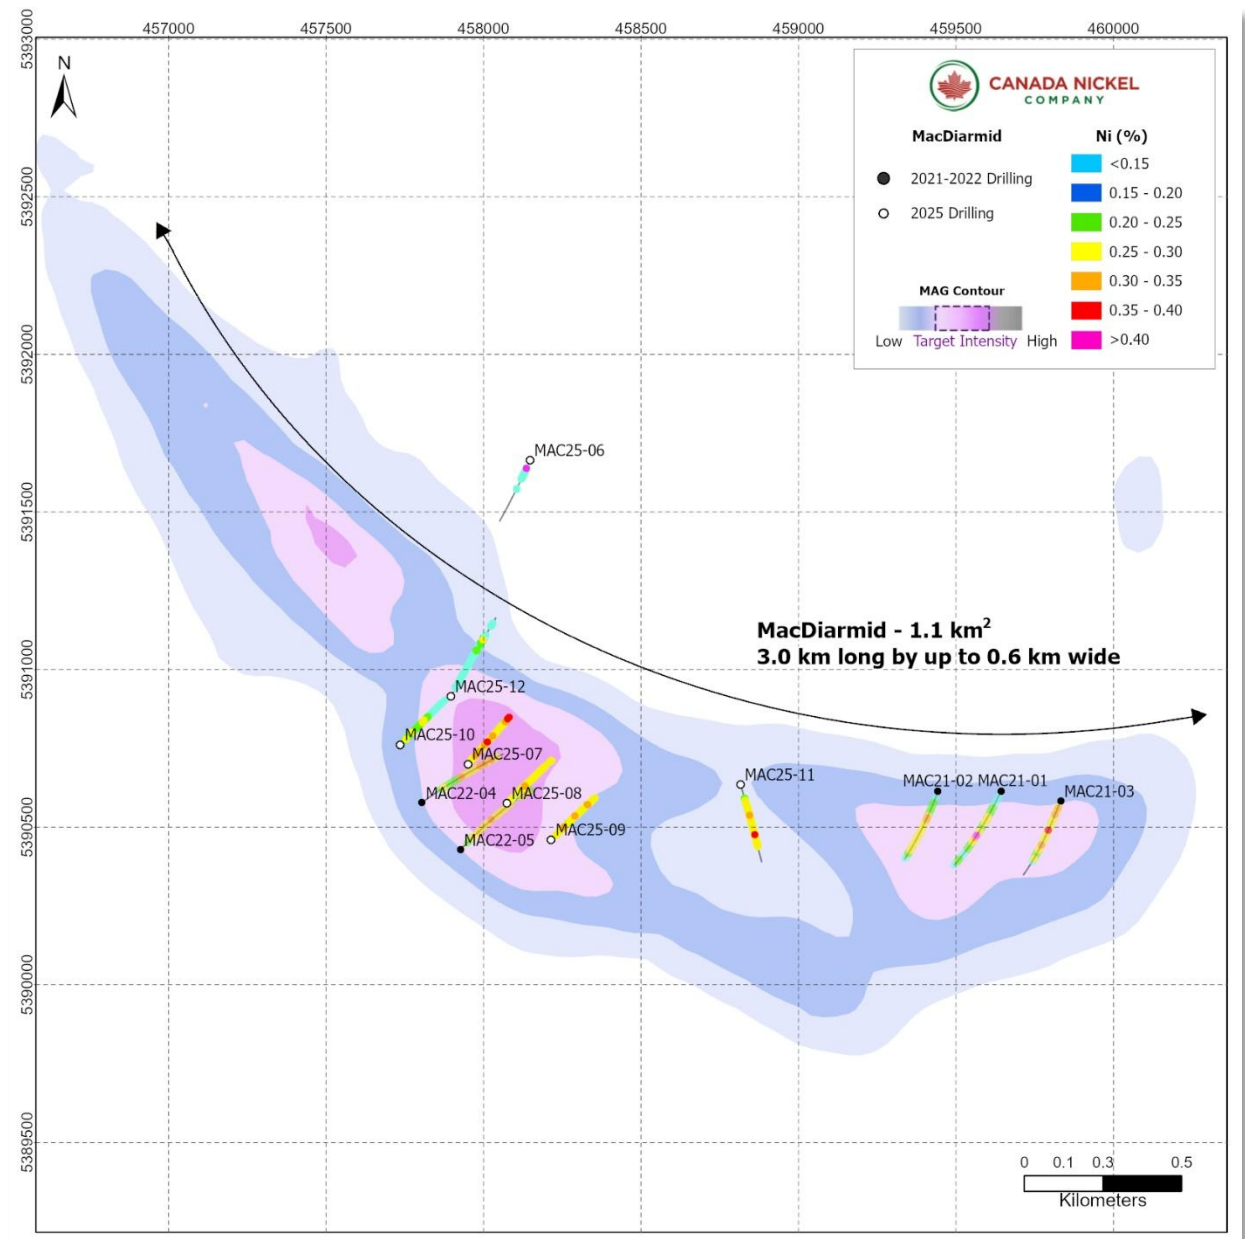 457000 457500 458000 458500 459000 459500 460000
5393000
5392500
5392000
5391500
5391000
5390500
5390000
5389500
N
CANADA NICKEL
COMPANY
MacDiarmid
2021-2022 Drilling
2025 Drilling
MAG Contour
Low Target Intensity High
Ni (%)
<0.15
0.15 - 0.20
0.20 - 0.25
0.25 - 0.30
0.30 - 0.35
0.35 - 0.40
>0.40
MAC25-06
MacDiarmid - 1.1 km²
3.0 km long by up to 0.6 km wide
MAC25-12
MAC25-10
MAC25-07
MAC22-04
MAC25-08
MAC25-09
MAC22-05
MAC25-11
MAC21-02 MAC21-01
MAC21-03
0 0.1 0.3 0.5
Kilometers